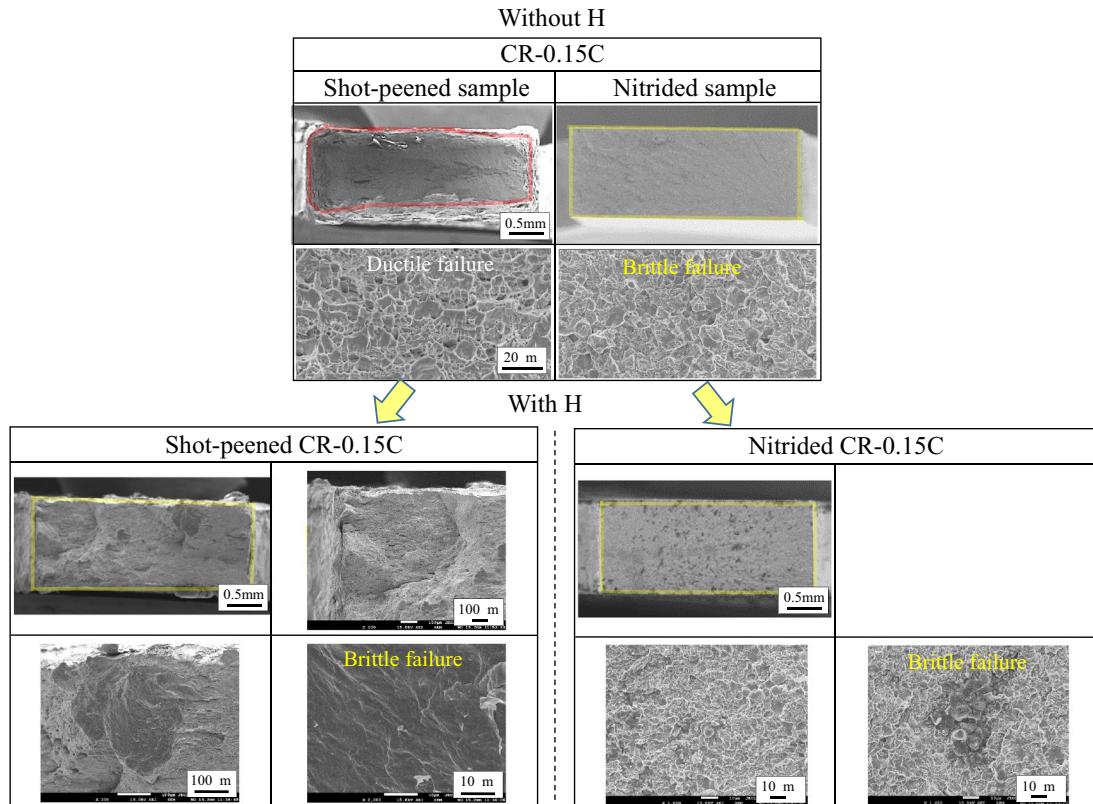 Without H
CR-0.15C
Shot-peened sample
Nitrided sample
0.5mm
Ductile failure
Brittle failure
20 m
With H
Shot-peened CR-0.15C
Nitrided CR-0.15C
0.5mm
100 m
0.5mm
Brittle failure
Brittle failure
100 m
10 m
10 m
10 m